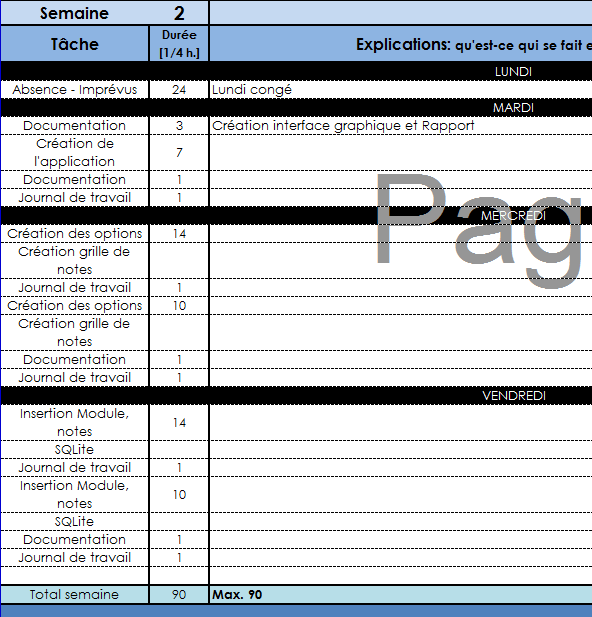 Semaine 2
Tâche Durée [1/4 h.] Explications: qu'est-ce qui se fait e
LUNDI
Absence - Imprévus 24 Lundi congé
MARDI
Documentation 3 Création interface graphique et Rapport
Création de
l'application 7
Documentation 1
Journal de travail 1
Pag
MERCREDI
Création des options 14
Création grille de
notes
Journal de travail 1
Création des options 10
Création grille de
notes
Documentation 1
Journal de travail 1
VENDREDI
Insertion Module,
notes 14
SQLite
Journal de travail 1
Insertion Module,
notes 10
SQLite
Documentation 1
Journal de travail 1
Total semaine 90 Max. 90